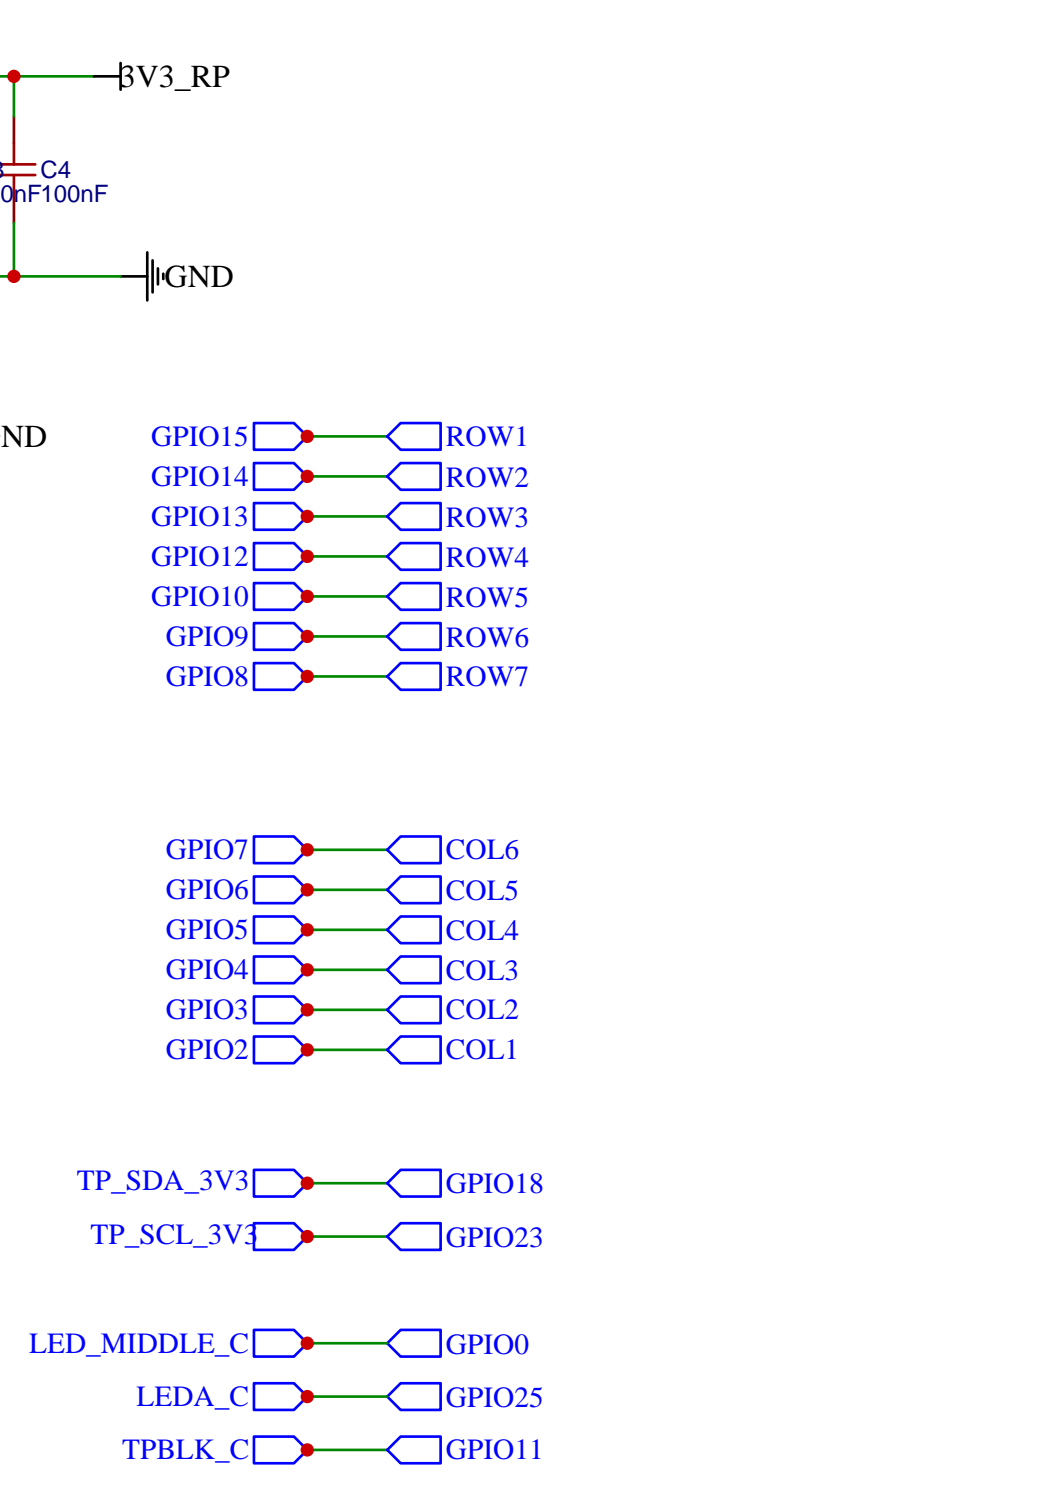 3V3_RP
C4
0nF100nF
GND
ND
GPIO15 ROW1
GPIO14 ROW2
GPIO13 ROW3
GPIO12 ROW4
GPIO10 ROW5
GPIO9 ROW6
GPIO8 ROW7
GPIO7 COL6
GPIO6 COL5
GPIO5 COL4
GPIO4 COL3
GPIO3 COL2
GPIO2 COL1
TP_SDA_3V3 GPIO18
TP_SCL_3V3 GPIO23
LED_MIDDLE_C GPIO0
LEDA_C GPIO25
TPBLK_C GPIO11